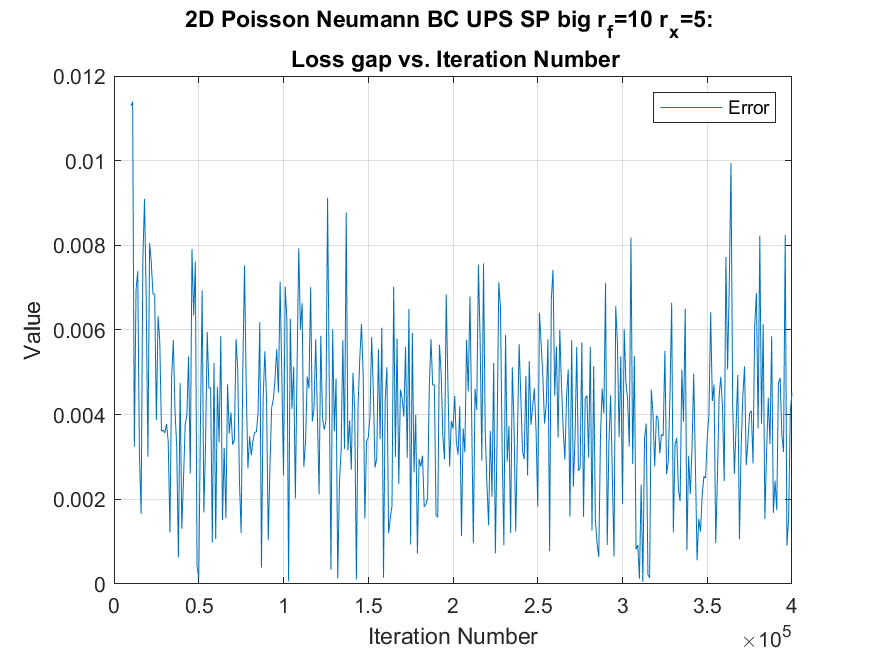 2D Poisson Neumann BC UPS SP big r_f=10 r_x=5:
Loss gap vs. Iteration Number
Error
Value
0.012
0.01
0.008
0.006
0.004
0.002
0
0 0.5 1 1.5 2 2.5 3 3.5 4
Iteration Number
×10^5